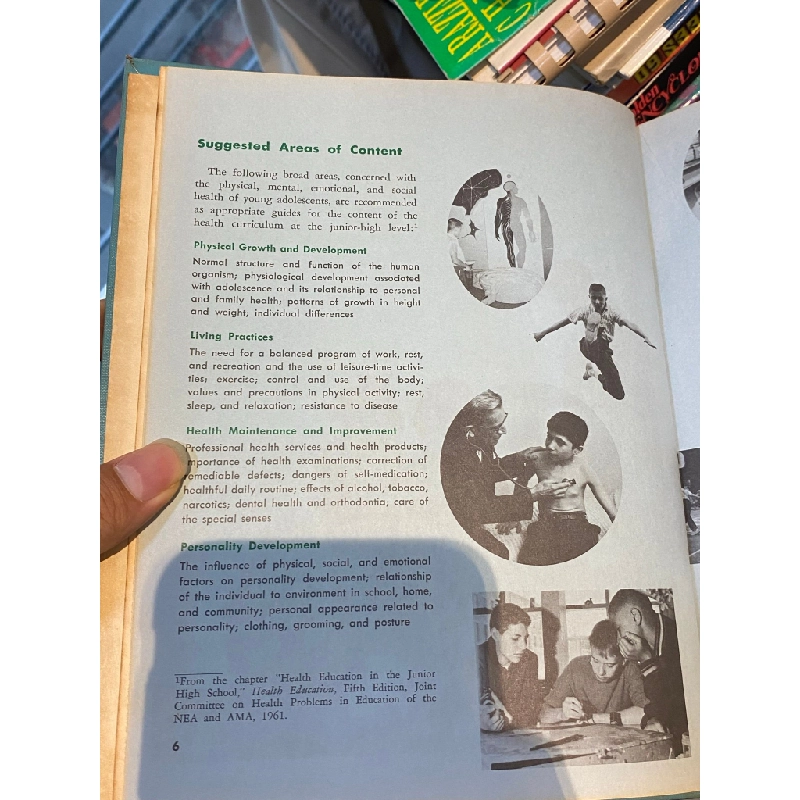 Suggested Areas of Content
The following broad areas, concerned with
the physical, mental, emotional, and social
health of young adolescents, are recommended
as appropriate guides for the content of the
health curriculum at the junior-high level:¹
Physical Growth and Development
Normal structure and function of the human
organism; physiological development associated
with adolescence and its relationship to personal
and family health; patterns of growth in height
and weight, individual differences
Living Practices
The need for a balanced program of work, rest,
and recreation and the use of leisure-time activi-
ties; exercise; control and use of the body;
values and precautions in physical activity; rest,
sleep, and relaxation; resistance to disease
Health Maintenance and Improvement
Professional health services and health products;
importance of health examinations; correction of
remediable defects; dangers of self-medication;
healthful daily routine; effects of alcohol, tobacco,
narcotics; dental health and orthodontia, care of
the special senses
Personality Development
The influence of physical, social, and emotional
factors on personality development; relationship
of the individual to environment in school, home,
and community; personal appearance related to
personality; clothing, grooming, and posture
¹From the chapter "Health Education in the Junior
High School," Health Education, Fifth Edition, Joint
Committee on Health Problems in Education of the
NEA and AMA, 1961.
6